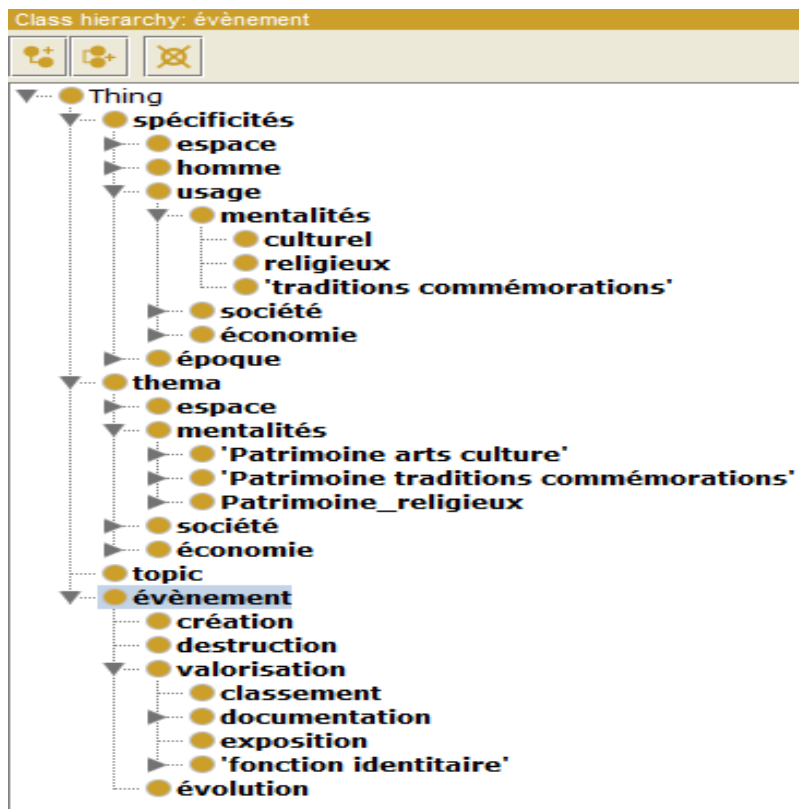 Class hierarchy: évènement
Thing
spécificités
espace
homme
usage
mentalités
culturel
religieux
'traditions commémorations'
société
économie
époque
thema
espace
mentalités
'Patrimoine arts culture'
'Patrimoine traditions commémorations'
Patrimoine_religieux
société
économie
topic
évènement
création
destruction
valorisation
classement
documentation
exposition
'fonction identitaire'
évolution